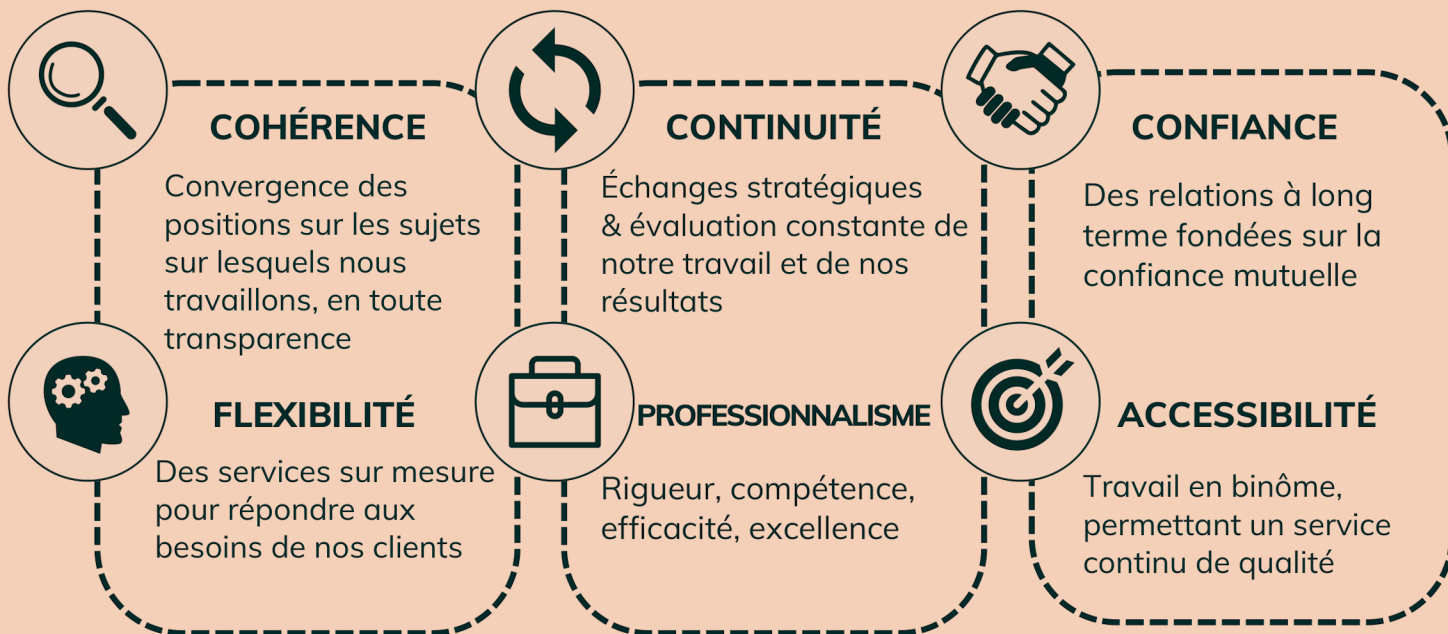 COHÉRENCE
Convergence des
positions sur les sujets
sur lesquels nous
travaillons, en toute
transparence
CONTINUITÉ
Échanges stratégiques
& évaluation constante de
notre travail et de nos
résultats
CONFIANCE
Des relations à long
terme fondées sur la
confiance mutuelle
FLEXIBILITÉ
Des services sur mesure
pour répondre aux
besoins de nos clients
PROFESSIONNALISME
Rigueur, compétence,
efficacité, excellence
ACCESSIBILITÉ
Travail en binôme,
permettant un service
continu de qualité